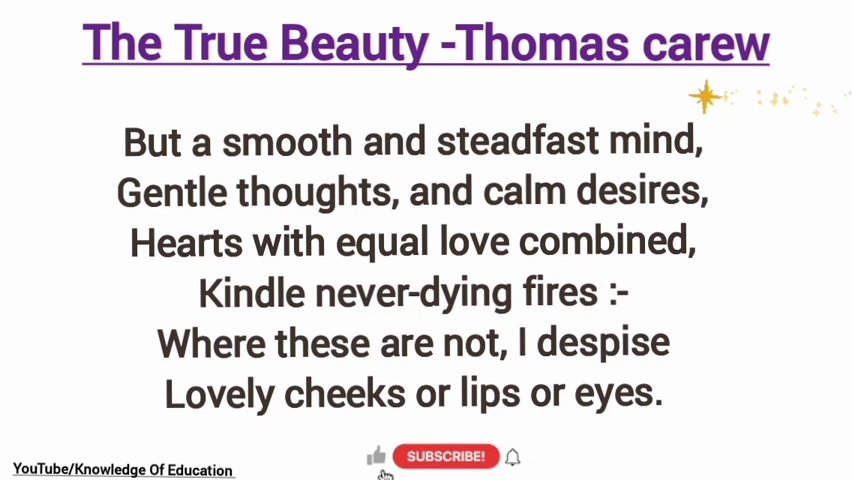 The True Beauty -Thomas carew
But a smooth and steadfast mind,
Gentle thoughts, and calm desires,
Hearts with equal love combined,
Kindle never-dying fires :-
Where these are not, I despise
Lovely cheeks or lips or eyes.
SUBSCRIBE!
YouTube/Knowledge Of Education